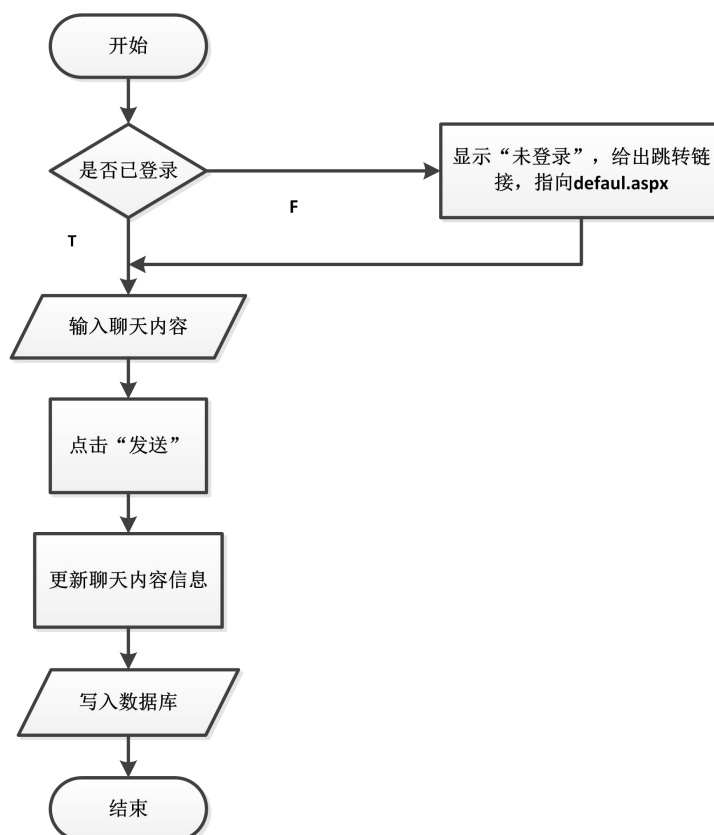 开始
是否已登录
显示“未登录”，给出跳转链
接，指向defaul.aspx
F
T
输入聊天内容
点击“发送”
更新聊天内容信息
写入数据库
结束